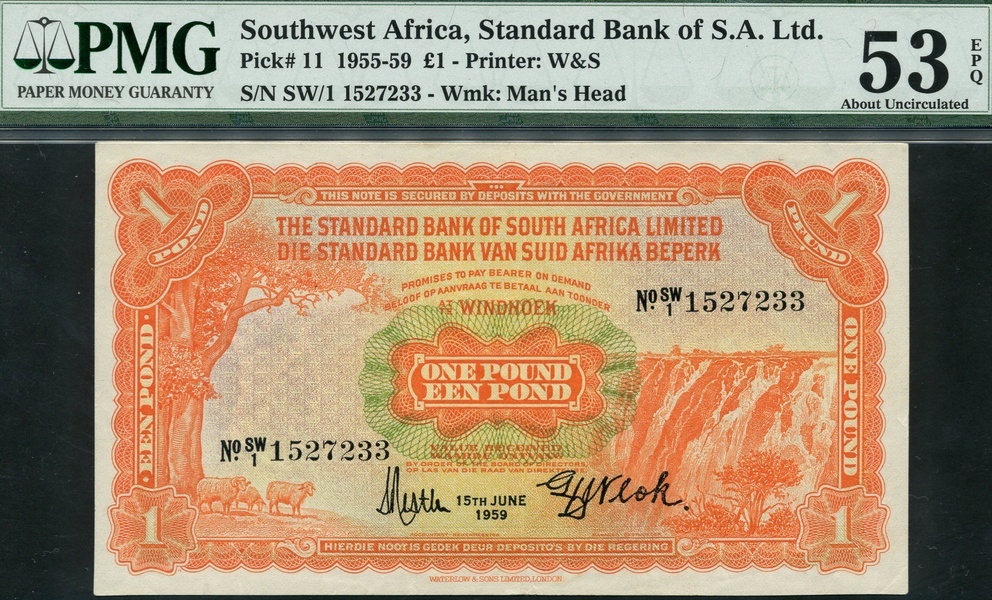 PMG
PAPER MONEY GUARANTY
Southwest Africa, Standard Bank of S.A. Ltd.
Pick# 11 1955-59 £1 - Printer: W&S
S/N SW/1 1527233 - Wmk: Man's Head
53
EPQ
About Uncirculated
THIS NOTE IS SECURED BY DEPOSITS WITH THE GOVERNMENT
1 POND
1 POUND
THE STANDARD BANK OF SOUTH AFRICA LIMITED
DIE STANDARD BANK VAN SUID AFRIKA BEPERK
PROMISES TO PAY BEARER ON DEMAND
BELOOF OP AANVRAAG TE BETAAL AAN TOONDER
AT WINDHOEK
No. SW/1 1527233
ONE POUND
EEN POND
EEN POND
ONE POUND
No. SW/1 1527233
VALUE RECEIVED
WAARDE ONTVANG
BY ORDER OF THE BOARD OF DIRECTORS,
OP LAS VAN DIE RAAD VAN DIREKTEURE,
15TH JUNE
1959
1
1
HIERDIE NOOT IS GEDEK DEUR DEPOSITO'S BY DIE REGERING
WATERLOW & SONS LIMITED, LONDON